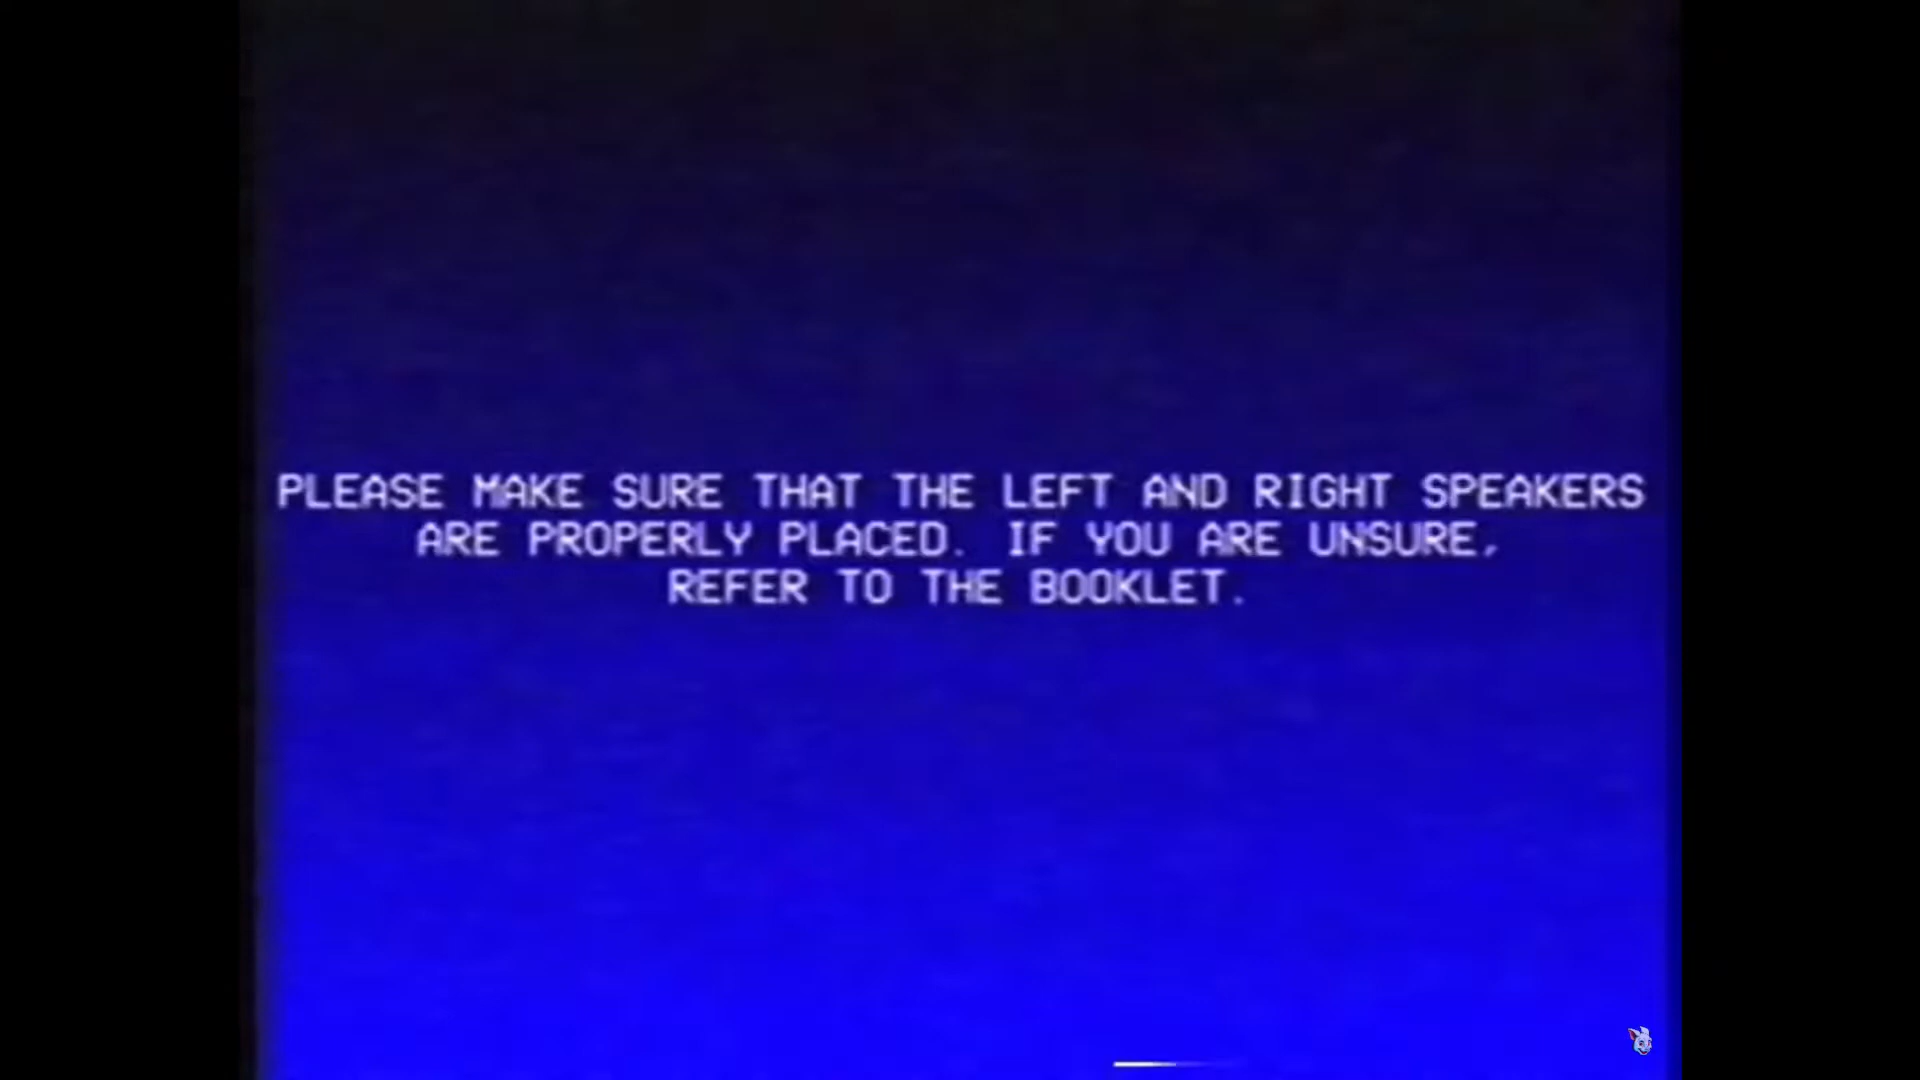 PLEASE MAKE SURE THAT THE LEFT AND RIGHT SPEAKERS
ARE PROPERLY PLACED. IF YOU ARE UNSURE,
REFER TO THE BOOKLET.